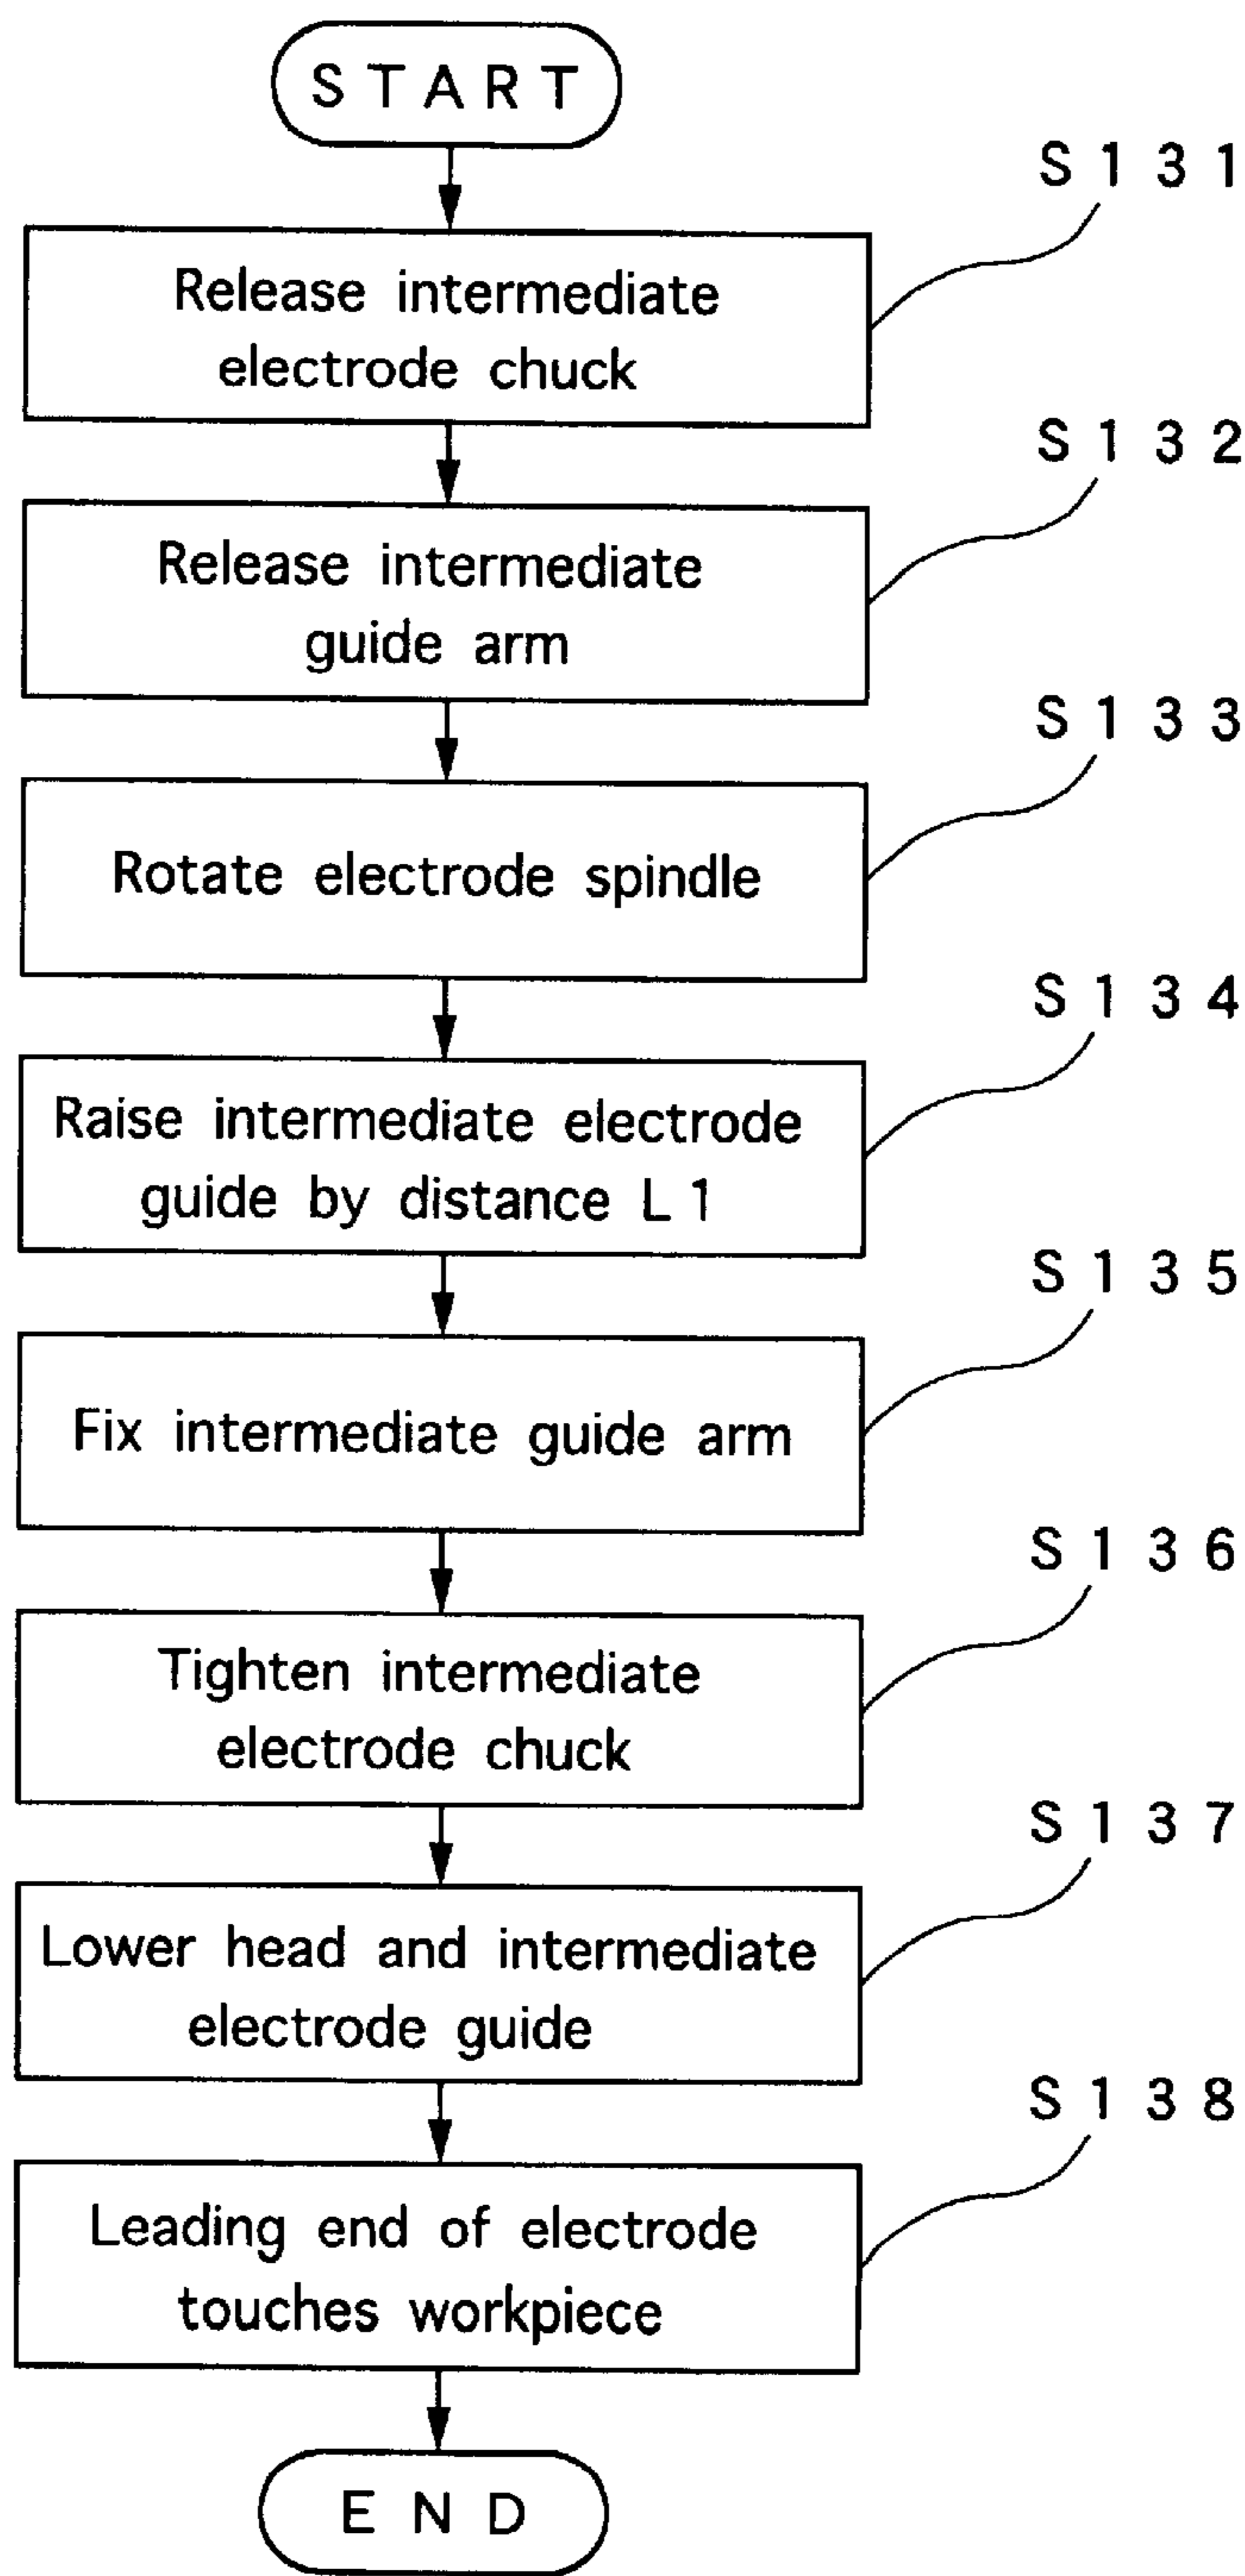 START
S131
Release intermediate
electrode chuck
S132
Release intermediate
guide arm
S133
Rotate electrode spindle
S134
Raise intermediate electrode
guide by distance L1
S135
Fix intermediate guide arm
S136
Tighten intermediate
electrode chuck
S137
Lower head and intermediate
electrode guide
S138
Leading end of electrode
touches workpiece
END